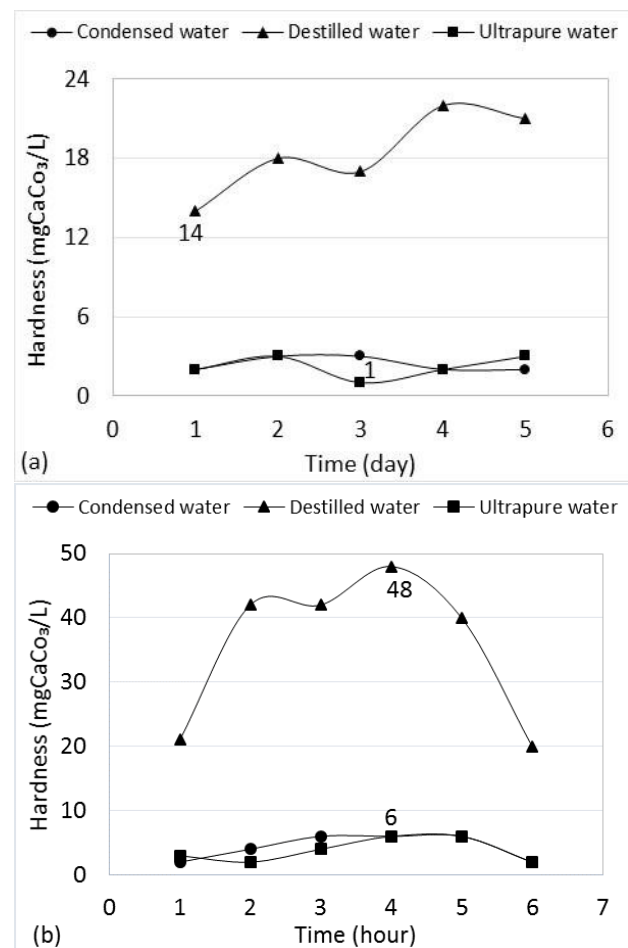 Condensed water Destilled water Ultrapure water
Hardness (mgCaCo₃/L)
24
18
12
6
0
14
1
0 1 2 3 4 5 6
Time (day)
(a)
Condensed water Destilled water Ultrapure water
Hardness (mgCaCO₃/L)
50
40
30
20
10
0
48
6
0 1 2 3 4 5 6 7
Time (hour)
(b)